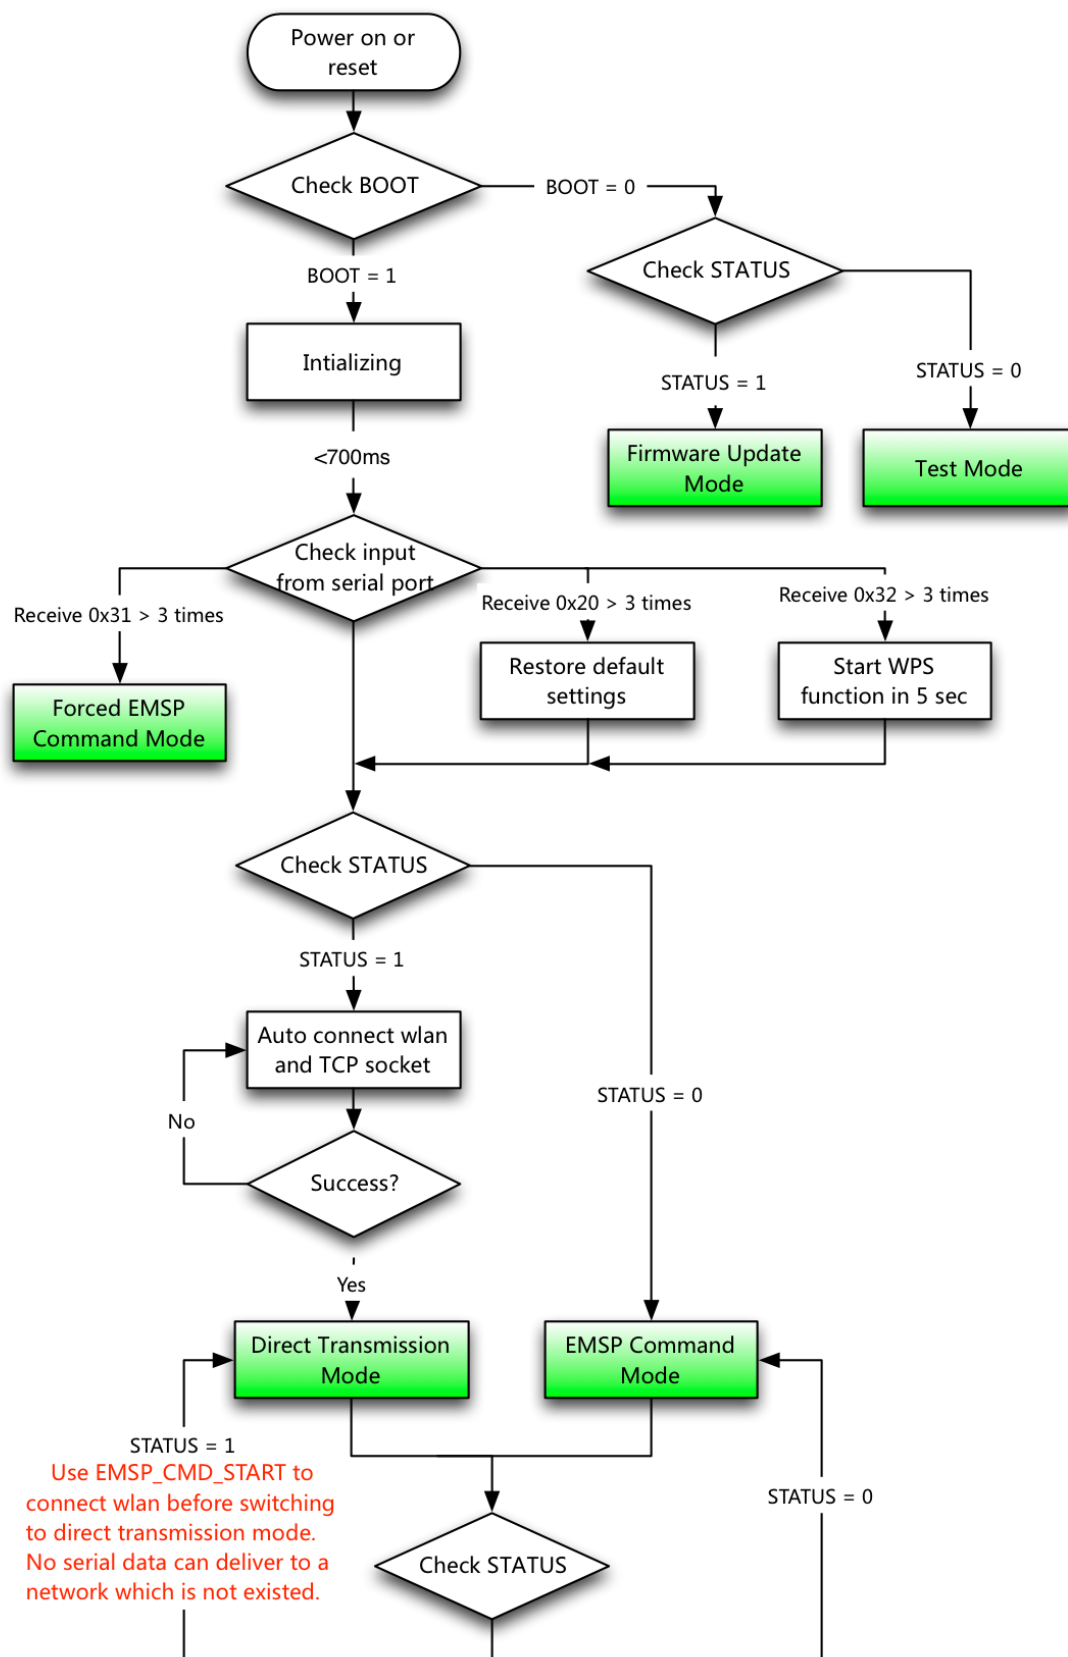 Power on or
reset
Check BOOT
BOOT = 0
Check STATUS
BOOT = 1
Intializing
STATUS = 1
STATUS = 0
<700ms
Firmware Update
Mode
Test Mode
Check input
from serial port
Receive 0x31 > 3 times
Receive 0x20 > 3 times
Receive 0x32 > 3 times
Forced EMSP
Command Mode
Restore default
settings
Start WPS
function in 5 sec
Check STATUS
STATUS = 1
Auto connect wlan
and TCP socket
STATUS = 0
No
Success?
Yes
Direct Transmission
Mode
EMSP Command
Mode
STATUS = 1
Use EMSP_CMD_START to
connect wlan before switching
to direct transmission mode.
No serial data can deliver to a
network which is not existed.
STATUS = 0
Check STATUS